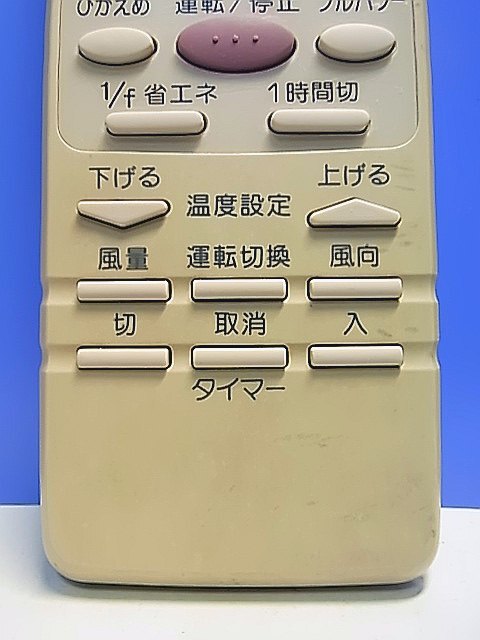 ひかえめ 運転/停止 フルパワー
1/f 省エネ 1時間切
下げる 温度設定 上げる
風量 運転切換 風向
切 取消 入
タイマー